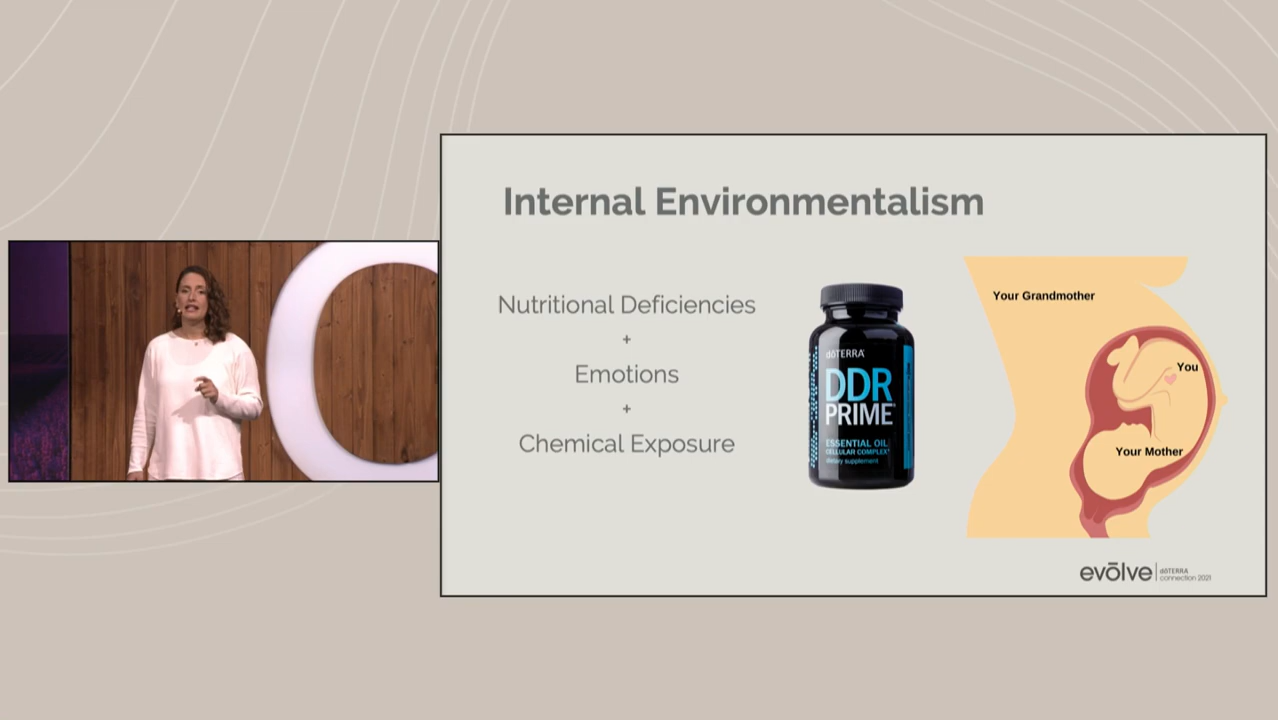 Internal Environmentalism
Nutritional Deficiencies
+
Emotions
+
Chemical Exposure
dōTERRA
DDR
PRIME
ESSENTIAL OIL
CELLULAR COMPLEX
dietary supplement
Your Grandmother
You
Your Mother
evōlve
dōTERRA
connection 2021